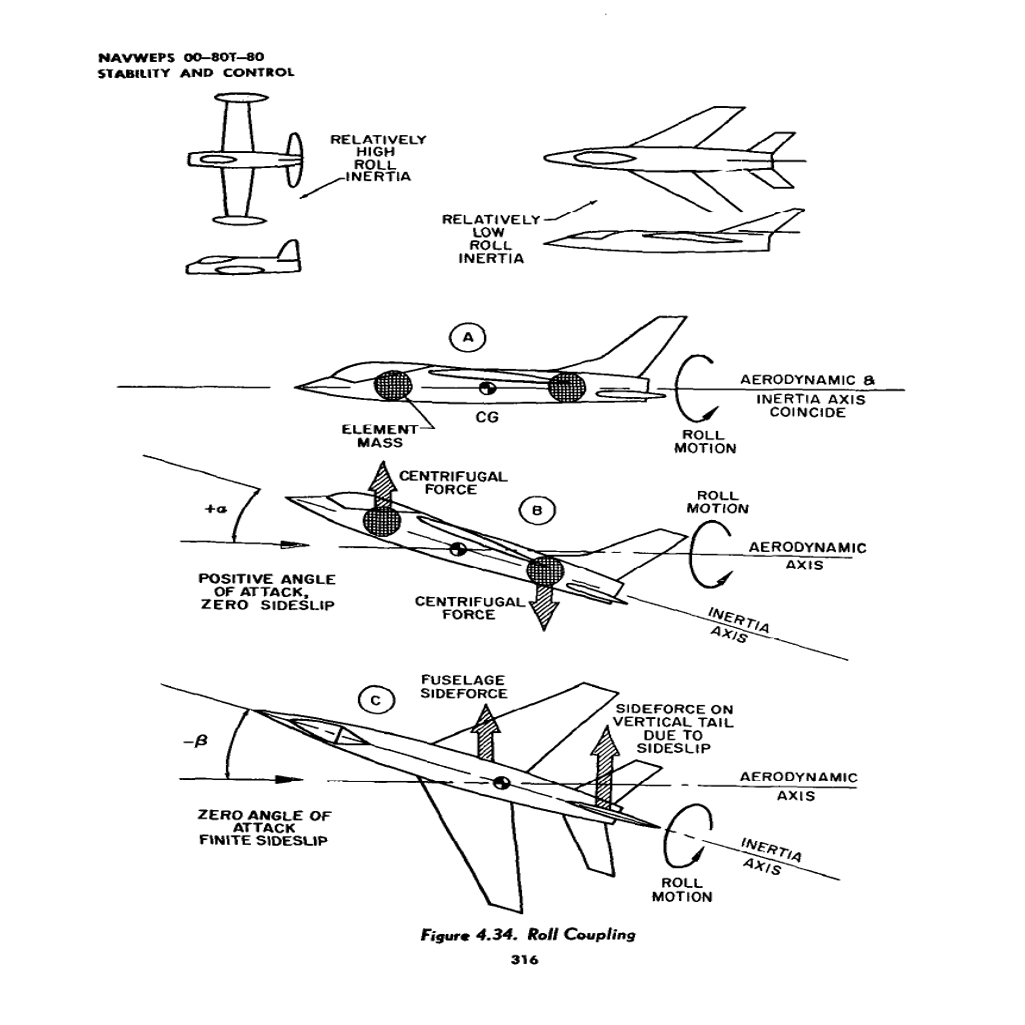 NAVWEPS 00–80T–80
STABILITY AND CONTROL
RELATIVELY
HIGH
ROLL
INERTIA
RELATIVELY
LOW
ROLL
INERTIA
A
AERODYNAMIC &
INERTIA AXIS
COINCIDE
CG
ELEMENT
MASS
ROLL
MOTION
CENTRIFUGAL
FORCE
B
ROLL
MOTION
+α
AERODYNAMIC
AXIS
POSITIVE ANGLE
OF ATTACK,
ZERO SIDESLIP
CENTRIFUGAL
FORCE
INERTIA
AXIS
FUSELAGE
SIDEFORCE
C
SIDEFORCE ON
VERTICAL TAIL
DUE TO
SIDESLIP
−β
AERODYNAMIC
AXIS
ZERO ANGLE OF
ATTACK
FINITE SIDESLIP
INERTIA
AXIS
ROLL
MOTION
Figure 4.34. Roll Coupling
316